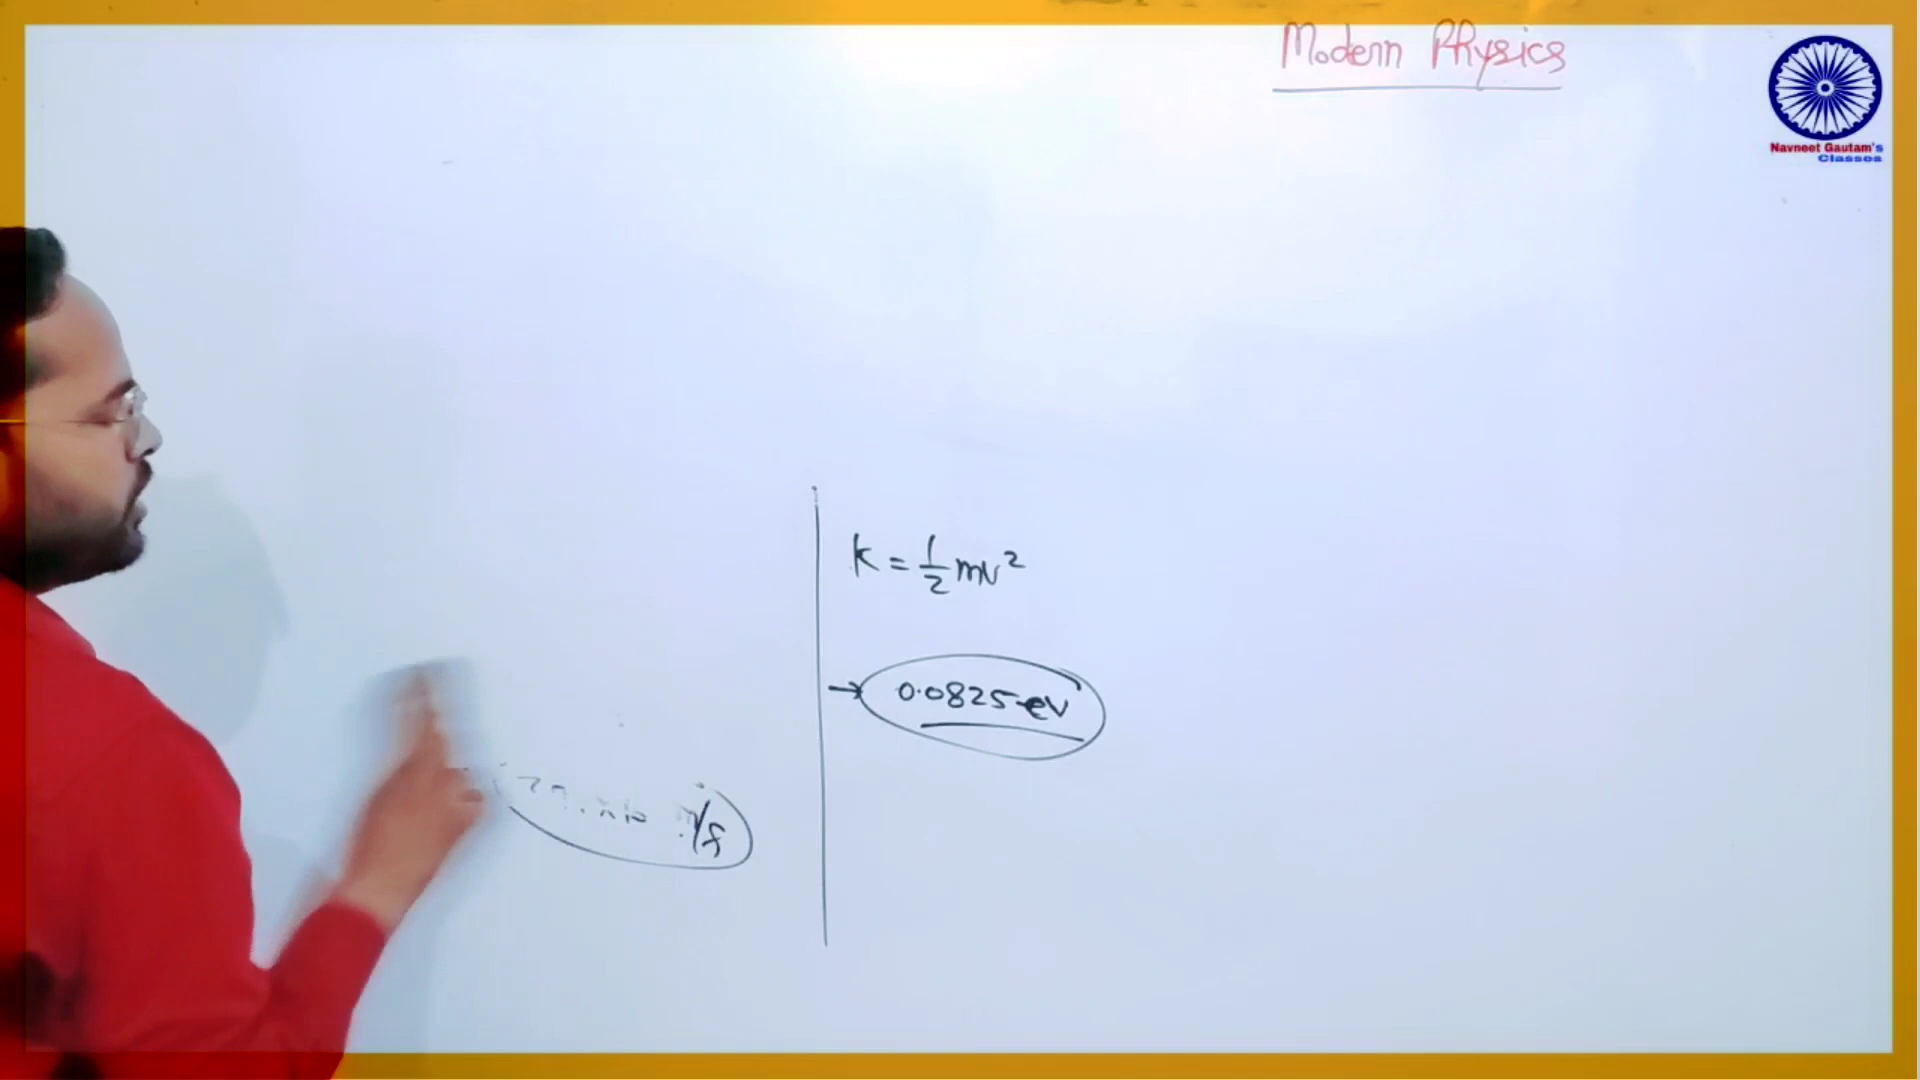 Modern Physics
Navneet Gautam's
Classes
K = 1/2 mv²
→ 0.0825 eV